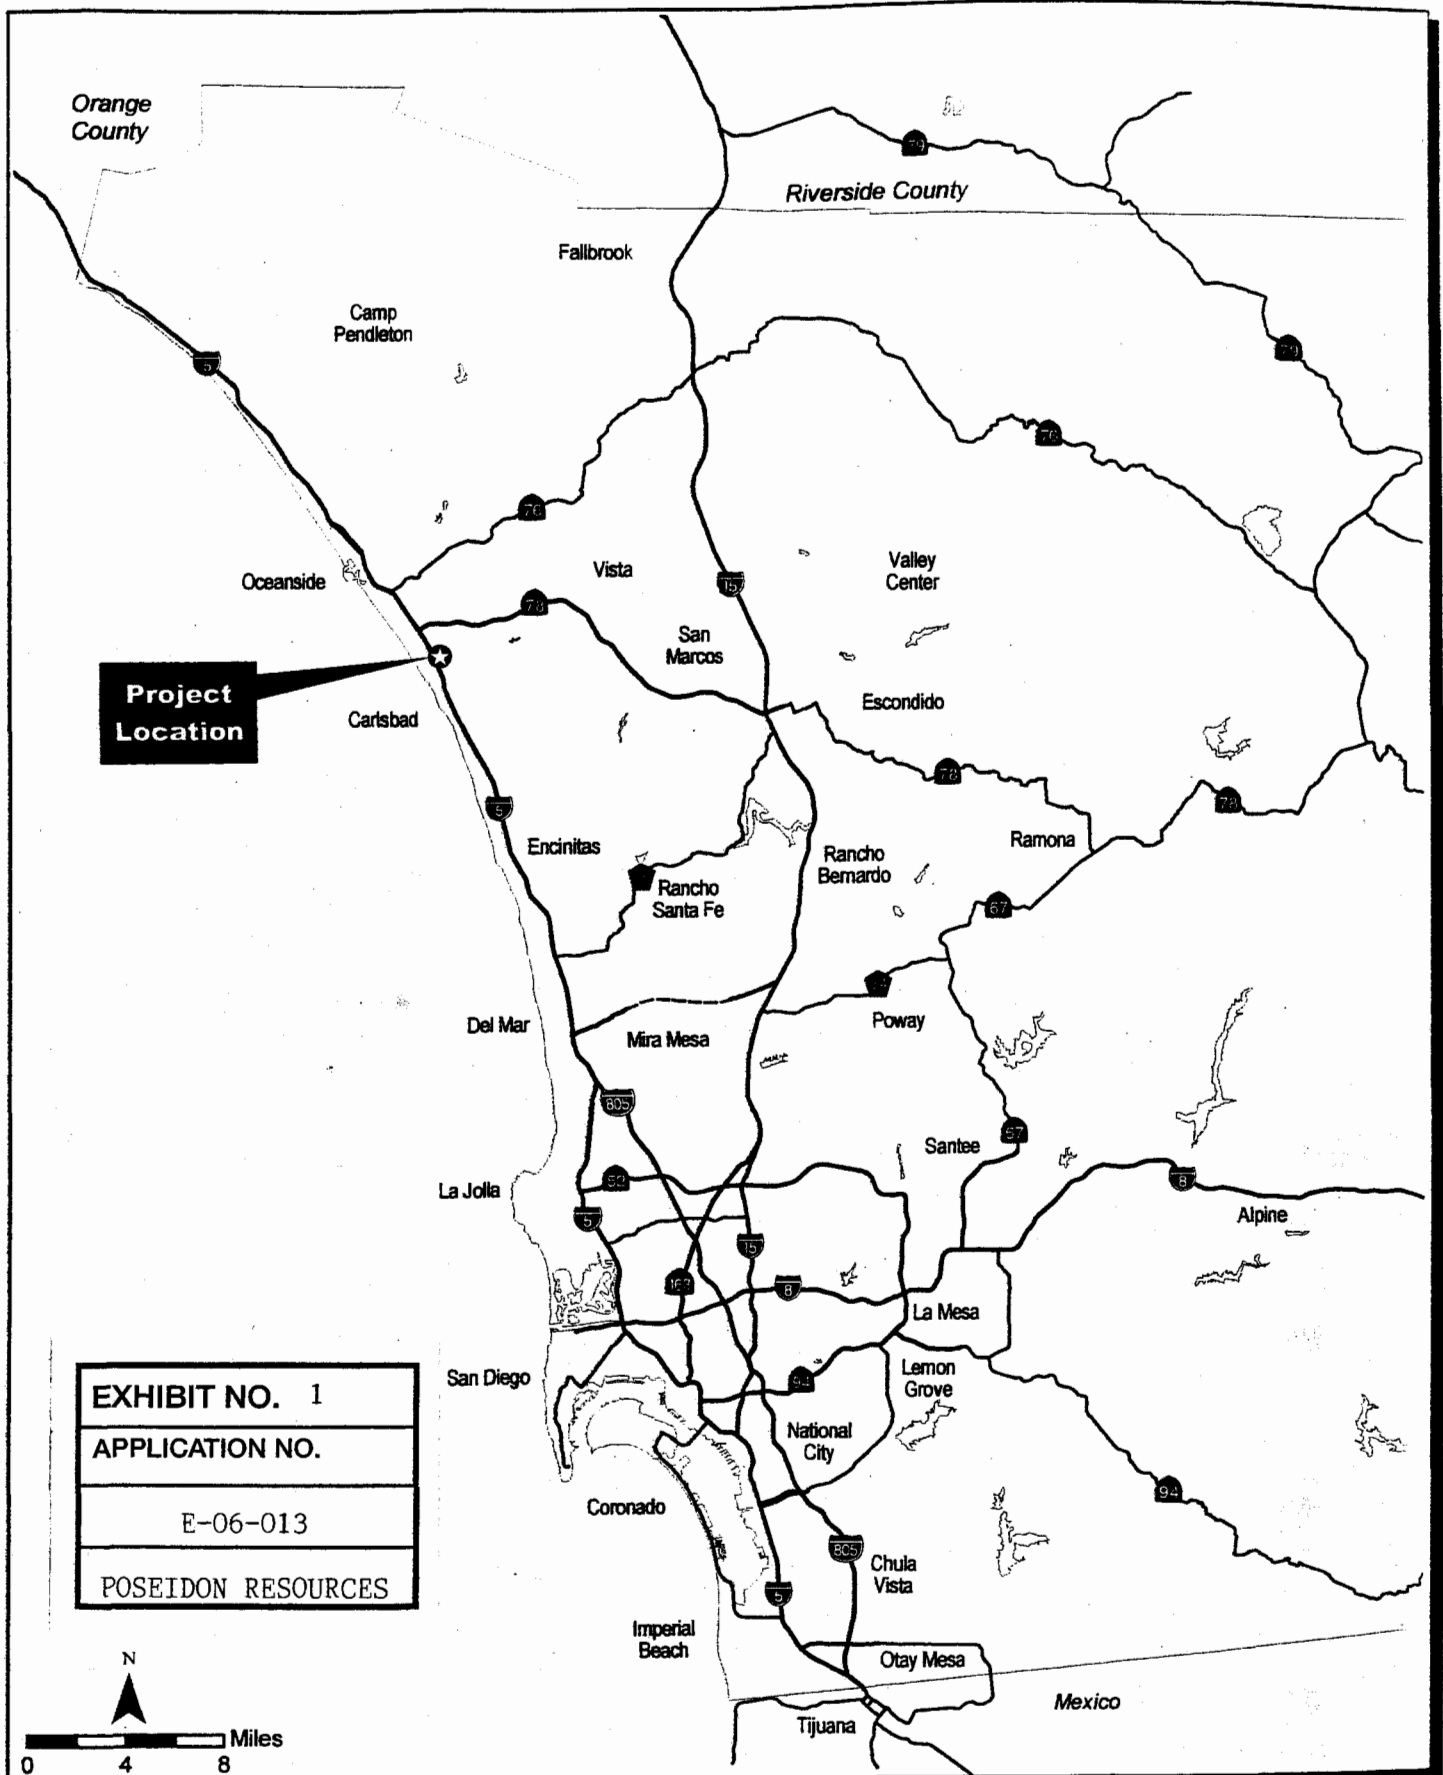 Orange
County
79
Riverside County
Fallbrook
Camp
Pendleton
5
79
76
76
Oceanside
Vista
15
Valley
Center
78
San
Marcos
Project
Location
Carlsbad
Escondido
78
78
5
Encinitas
Ramona
Rancho
Bernardo
Rancho
Santa Fe
67
Del Mar
Mira Mesa
Poway
805
67
Santee
52
La Jolla
8
5
Alpine
15
163
8
La Mesa
San Diego
Lemon
Grove
94
National
City
94
Coronado
805
Chula
Vista
5
Imperial
Beach
Otay Mesa
Mexico
Tijuana
EXHIBIT NO. 1
APPLICATION NO.
E-06-013
POSEIDON RESOURCES
N
Miles
0 4 8